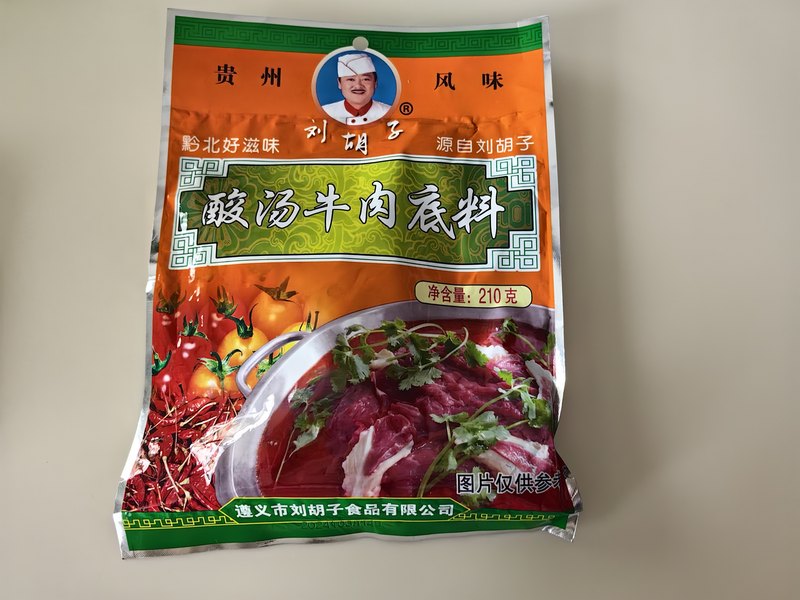 贵州 风味
®
刘胡子
黔北好滋味 源自刘胡子
酸汤牛肉底料
净含量：210克
图片仅供参考
遵义市刘胡子食品有限公司